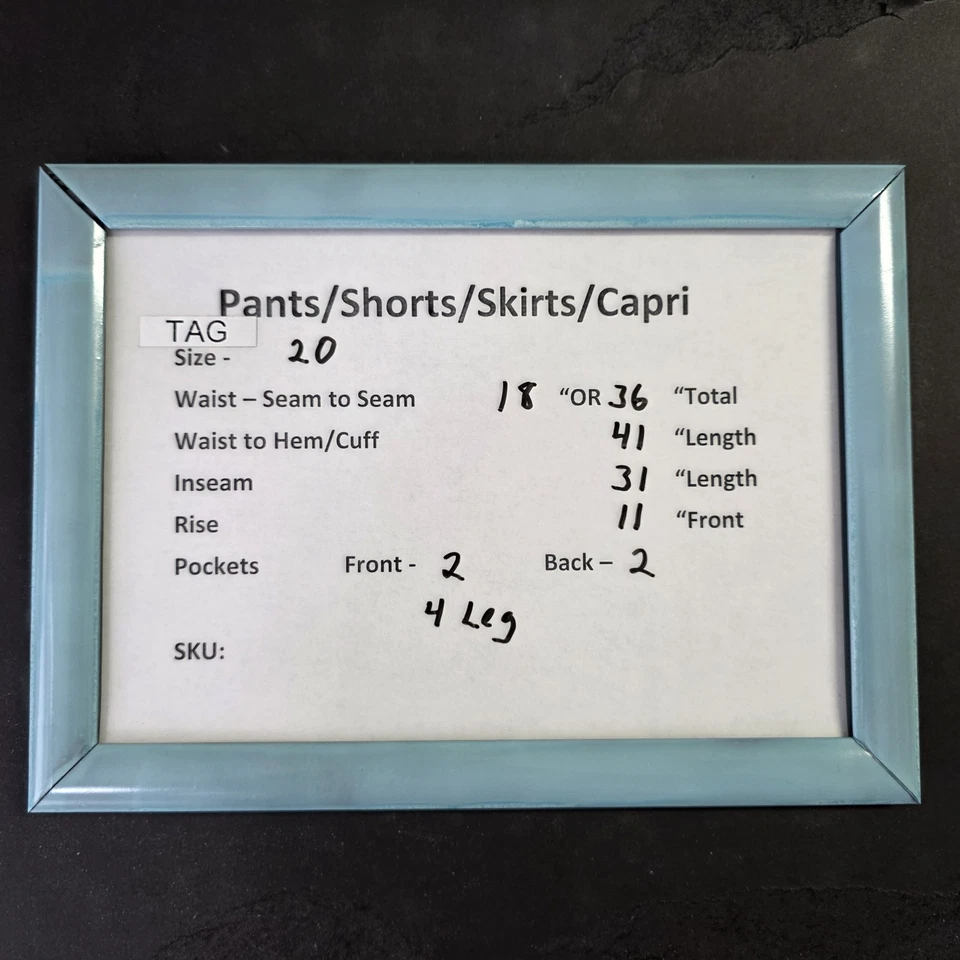 Pants/Shorts/Skirts/Capri
TAG
Size - 20
Waist – Seam to Seam 18 “OR 36 “Total
Waist to Hem/Cuff 41 “Length
Inseam 31 “Length
Rise 11 “Front
Pockets Front - 2 Back – 2
4 Leg
SKU: